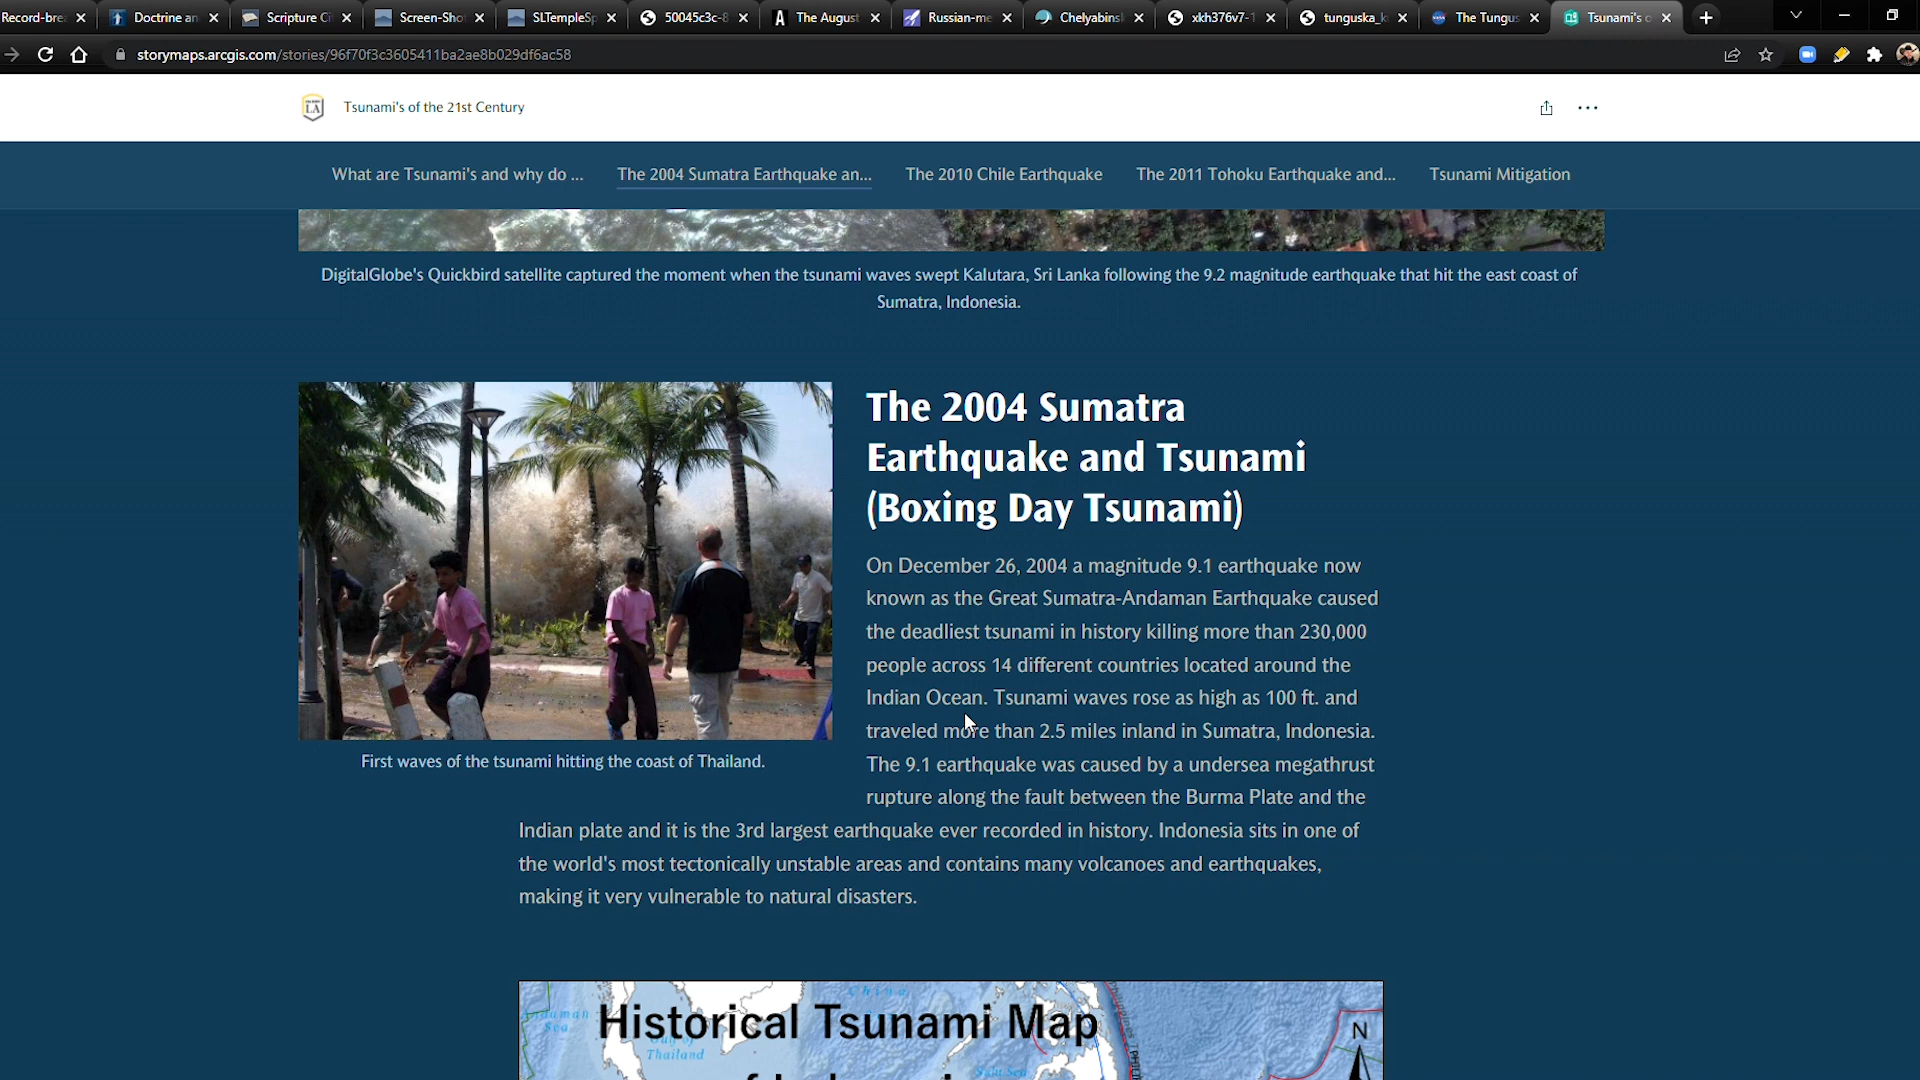 Record-brea
Doctrine an
Scripture Ci
Screen-Shot
SLTempleSp
50045c3c-8
The August
Russian-me
Chelyabins
xkh376v7-1
tunguska_k
The Tungus
Tsunami's o
storymaps.arcgis.com/stories/96f70f3c3605411ba2ae8b029df6ac58
LA
Tsunami's of the 21st Century
What are Tsunami's and why do ...
The 2004 Sumatra Earthquake an...
The 2010 Chile Earthquake
The 2011 Tohoku Earthquake and...
Tsunami Mitigation
DigitalGlobe's Quickbird satellite captured the moment when the tsunami waves swept Kalutara, Sri Lanka following the 9.2 magnitude earthquake that hit the east coast of
Sumatra, Indonesia.
The 2004 Sumatra
Earthquake and Tsunami
(Boxing Day Tsunami)
On December 26, 2004 a magnitude 9.1 earthquake now
known as the Great Sumatra-Andaman Earthquake caused
the deadliest tsunami in history killing more than 230,000
people across 14 different countries located around the
Indian Ocean. Tsunami waves rose as high as 100 ft. and
traveled more than 2.5 miles inland in Sumatra, Indonesia.
The 9.1 earthquake was caused by a undersea megathrust
rupture along the fault between the Burma Plate and the
Indian plate and it is the 3rd largest earthquake ever recorded in history. Indonesia sits in one of
the world's most tectonically unstable areas and contains many volcanoes and earthquakes,
making it very vulnerable to natural disasters.
First waves of the tsunami hitting the coast of Thailand.
Historical Tsunami Map
Gulf of
Thailand
N